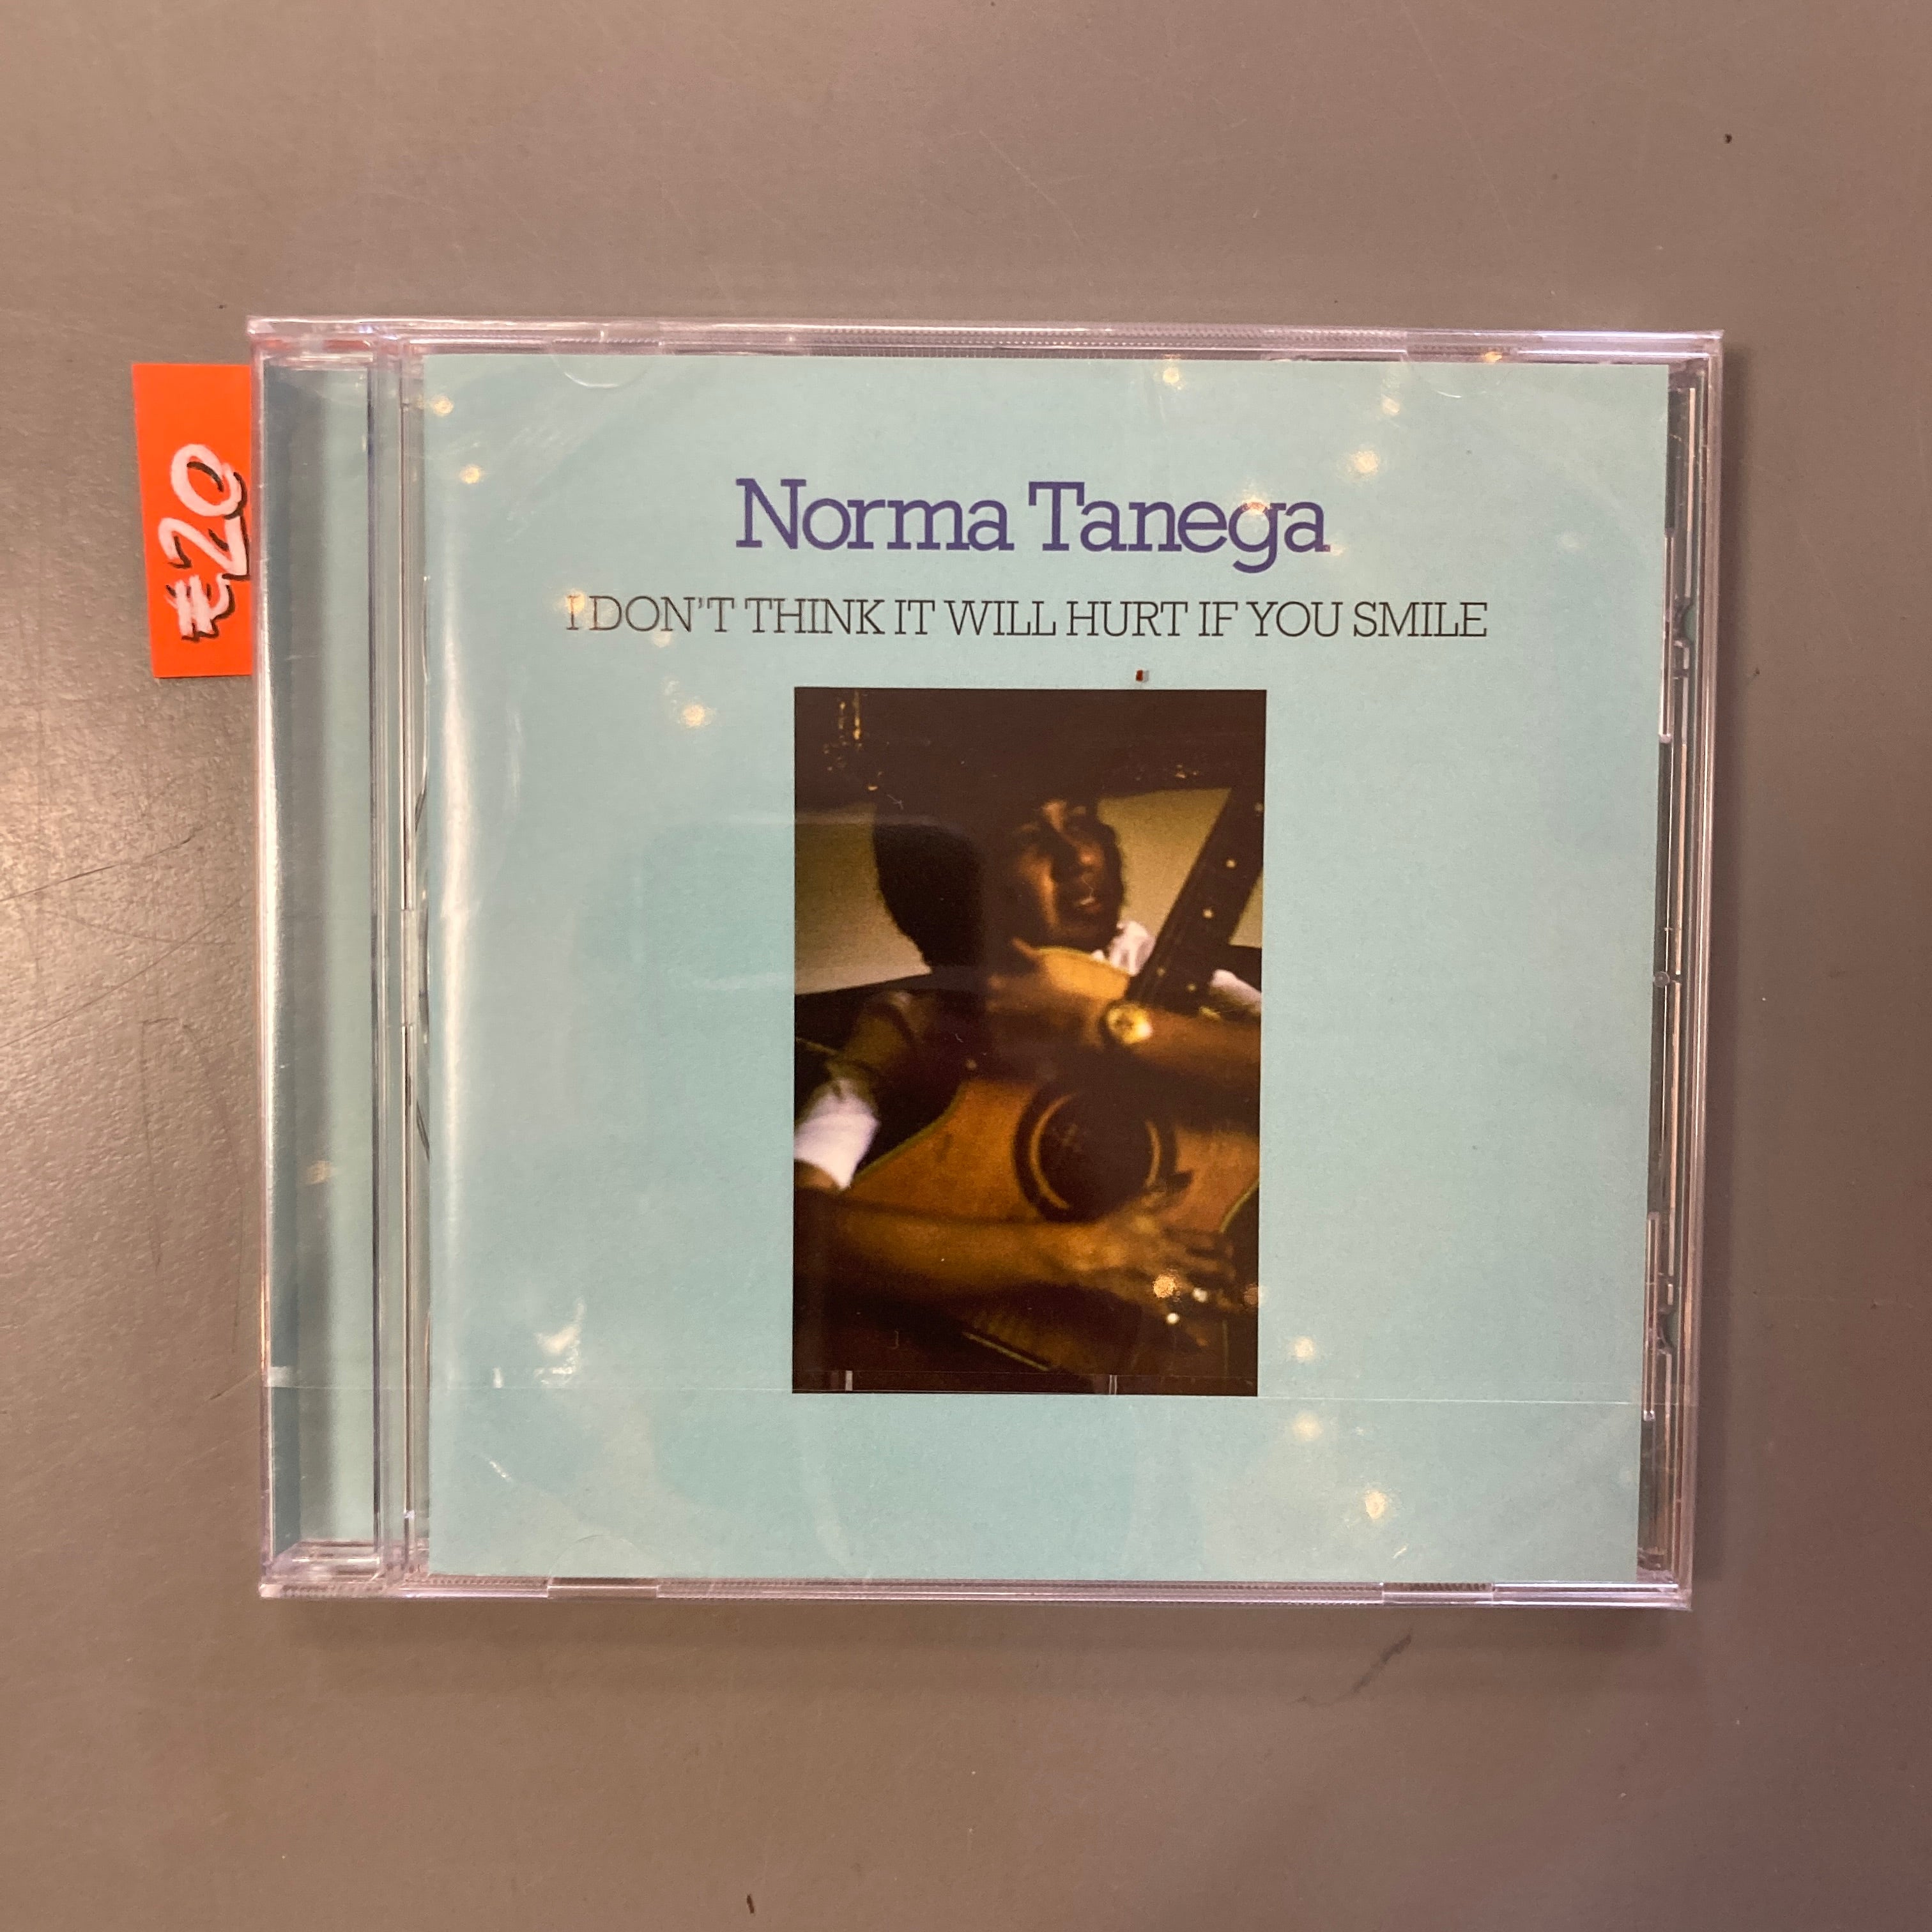 €20
Norma Tanega
I DON'T THINK IT WILL HURT IF YOU SMILE